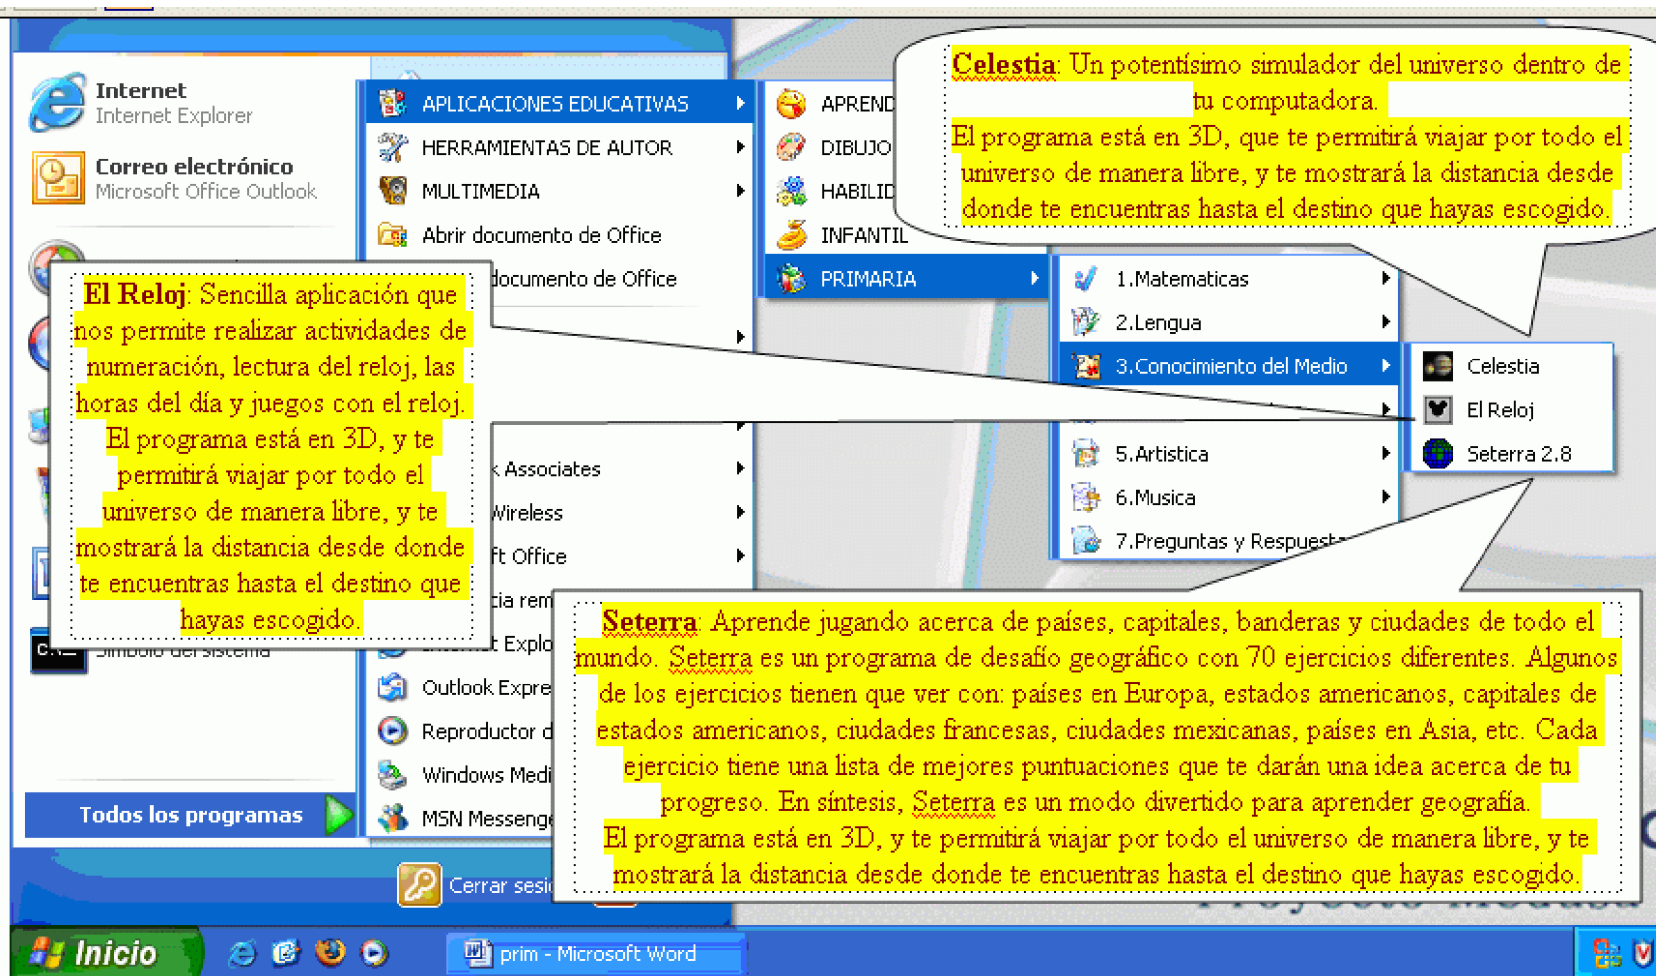 Internet
Internet Explorer
Correo electrónico
Microsoft Office Outlook
APLICACIONES EDUCATIVAS
HERRAMIENTAS DE AUTOR
MULTIMEDIA
Abrir documento de Office
documento de Office
Associates
Wireless
Office
Outlook Expre
Reproductor d
Windows Medi
MSN Messenge
Símbolo del sistema
Todos los programas
Cerrar sesi
APREND
DIBUJO
HABILID
INFANTIL
PRIMARIA
1.Matematicas
2.Lengua
3.Conocimiento del Medio
5.Artistica
6.Musica
7.Preguntas y Respuest
Celestia
El Reloj
Seterra 2.8
Celestia: Un potentísimo simulador del universo dentro de
tu computadora.
El programa está en 3D, que te permitirá viajar por todo el
universo de manera libre, y te mostrará la distancia desde
donde te encuentras hasta el destino que hayas escogido.
El Reloj: Sencilla aplicación que
nos permite realizar actividades de
numeración, lectura del reloj, las
horas del día y juegos con el reloj.
El programa está en 3D, y te
permitirá viajar por todo el
universo de manera libre, y te
mostrará la distancia desde donde
te encuentras hasta el destino que
hayas escogido.
Seterra: Aprende jugando acerca de países, capitales, banderas y ciudades de todo el
mundo. Seterra es un programa de desafío geográfico con 70 ejercicios diferentes. Algunos
de los ejercicios tienen que ver con: países en Europa, estados americanos, capitales de
estados americanos, ciudades francesas, ciudades mexicanas, países en Asia, etc. Cada
ejercicio tiene una lista de mejores puntuaciones que te darán una idea acerca de tu
progreso. En síntesis, Seterra es un modo divertido para aprender geografía.
El programa está en 3D, y te permitirá viajar por todo el universo de manera libre, y te
mostrará la distancia desde donde te encuentras hasta el destino que hayas escogido.
Proyecto Medusa
Inicio
prim - Microsoft Word